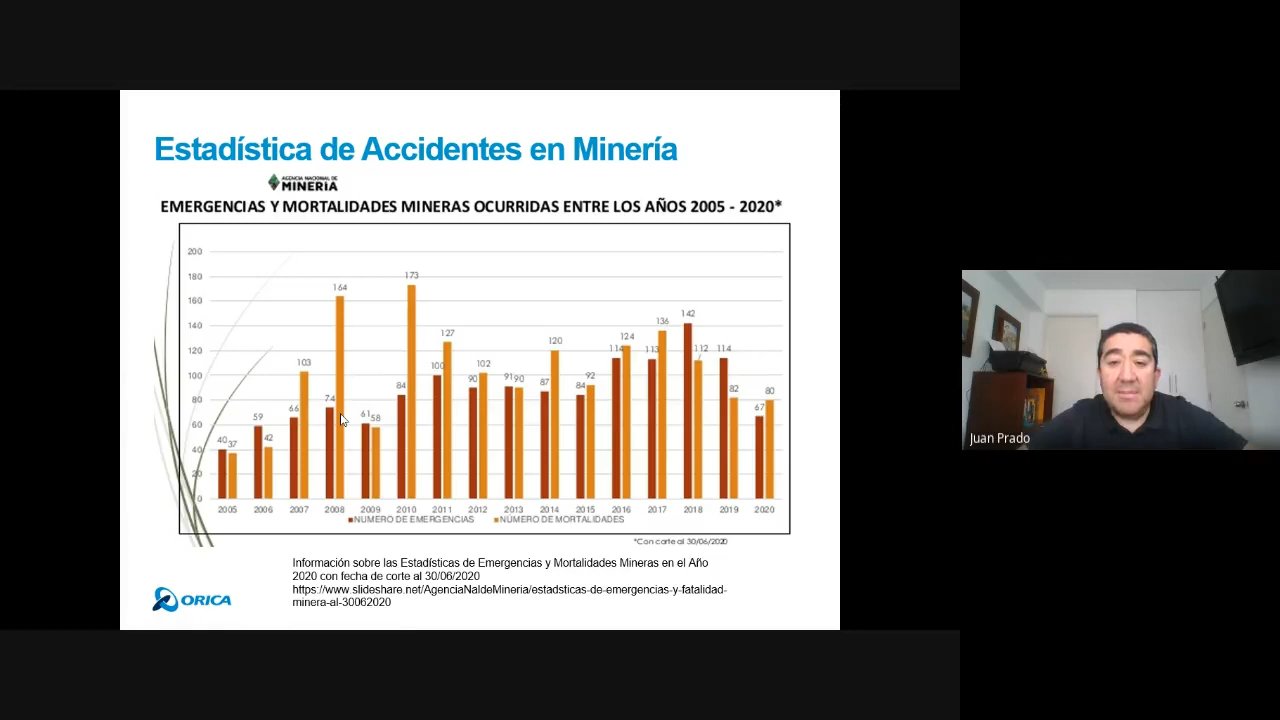 Estadística de Accidentes en Minería
AGENCIA NACIONAL DE
MINERÍA
EMERGENCIAS Y MORTALIDADES MINERAS OCURRIDAS ENTRE LOS AÑOS 2005 - 2020*
200
180
160
140
120
100
80
60
40
20
0
40 37
59 42
66 103
74 164
61 58
84 173
100 127
90 102
91 90
87 120
84 92
114 124
113 136
142 112
114 82
67 80
2005 2006 2007 2008 2009 2010 2011 2012 2013 2014 2015 2016 2017 2018 2019 2020
NUMERO DE EMERGENCIAS NÚMERO DE MORTALIDADES
*Con corte al 30/06/2020
Información sobre las Estadísticas de Emergencias y Mortalidades Mineras en el Año
2020 con fecha de corte al 30/06/2020
https://www.slideshare.net/AgenciaNaldeMineria/estadsticas-de-emergencias-y-fatalidad-
minera-al-30062020
ORICA
Juan Prado